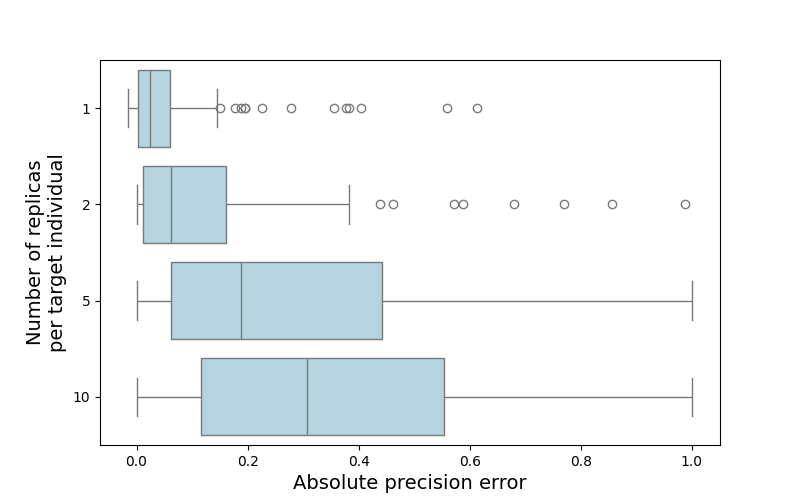 Number of replicas
per target individual
1
2
5
10
0.0 0.2 0.4 0.6 0.8 1.0
Absolute precision error